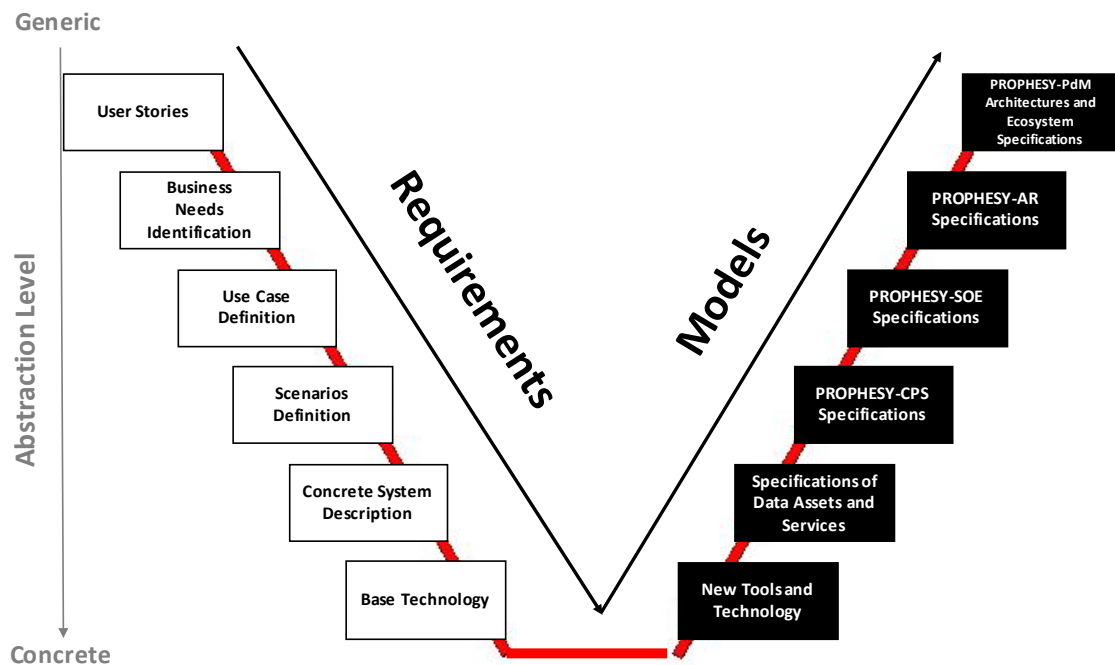 Generic
User Stories
Business
Needs
Identification
Use Case
Definition
Scenarios
Definition
Concrete System
Description
Base Technology
Abstraction Level
Concrete
Requirements
Models
PROPHESY-PdM
Architectures and
Ecosystem
Specifications
PROPHESY-AR
Specifications
PROPHESY-SOE
Specifications
PROPHESY-CPS
Specifications
Specifications of
Data Assets and
Services
New Tools and
Technology